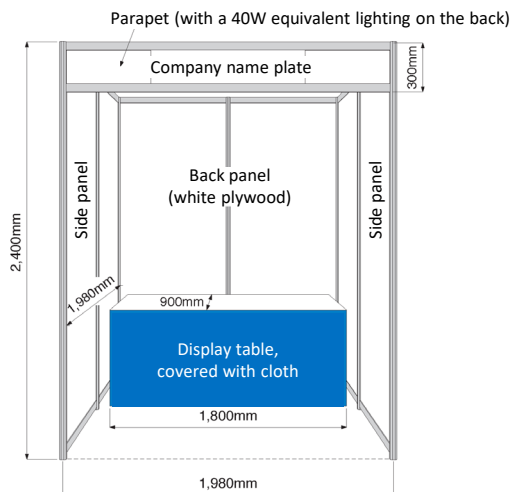 Parapet (with a 40W equivalent lighting on the back)
Company name plate
300mm
2,400mm
Side panel
Back panel
(white plywood)
Side panel
1,980mm
900mm
Display table,
covered with cloth
1,800mm
1,980mm